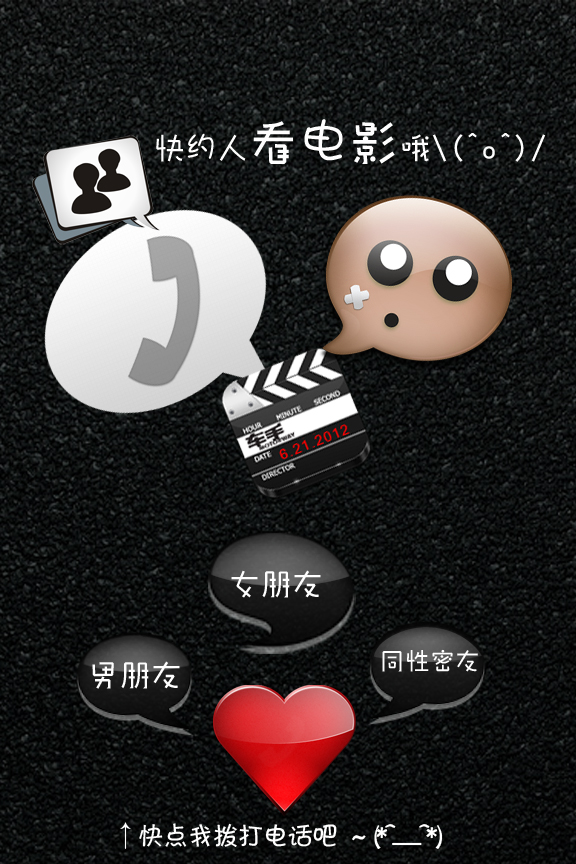 快约人看电影哦\(^o^)/
HOUR MINUTE SECOND
车手
MOTORWAY
DATE 6.21.2012
DIRECTOR
女朋友
男朋友
同性密友
↑快点我拨打电话吧 ~(*^__^*)